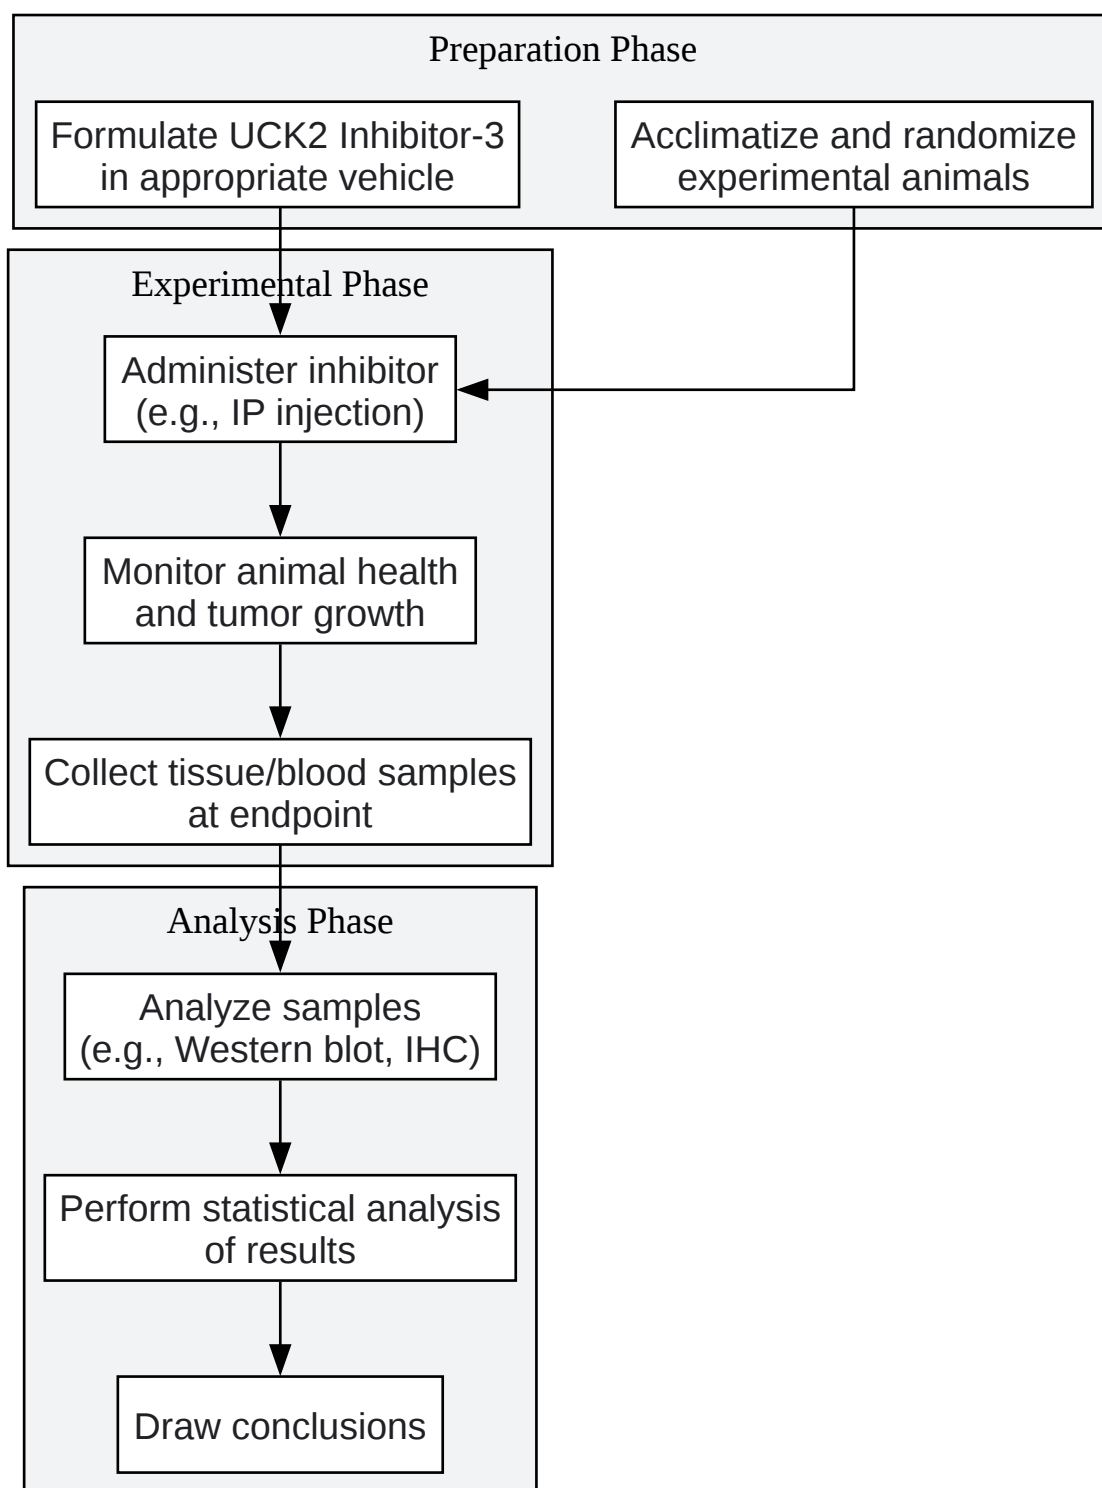 Preparation Phase
Formulate UCK2 Inhibitor-3
in appropriate vehicle
Acclimatize and randomize
experimental animals
Experimental Phase
Administer inhibitor
(e.g., IP injection)
Monitor animal health
and tumor growth
Collect tissue/blood samples
at endpoint
Analysis Phase
Analyze samples
(e.g., Western blot, IHC)
Perform statistical analysis
of results
Draw conclusions